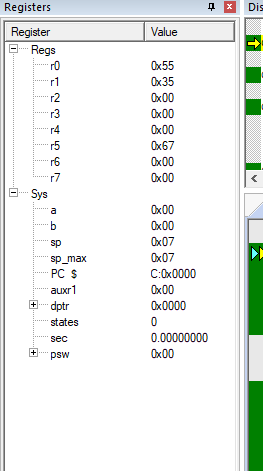 Registers
Register Value
Regs
r0 0x55
r1 0x35
r2 0x00
r3 0x00
r4 0x00
r5 0x67
r6 0x00
r7 0x00
Sys
a 0x00
b 0x00
sp 0x07
sp_max 0x07
PC $ C:0x0000
auxr1 0x00
dptr 0x0000
states 0
sec 0.00000000
psw 0x00
Dis